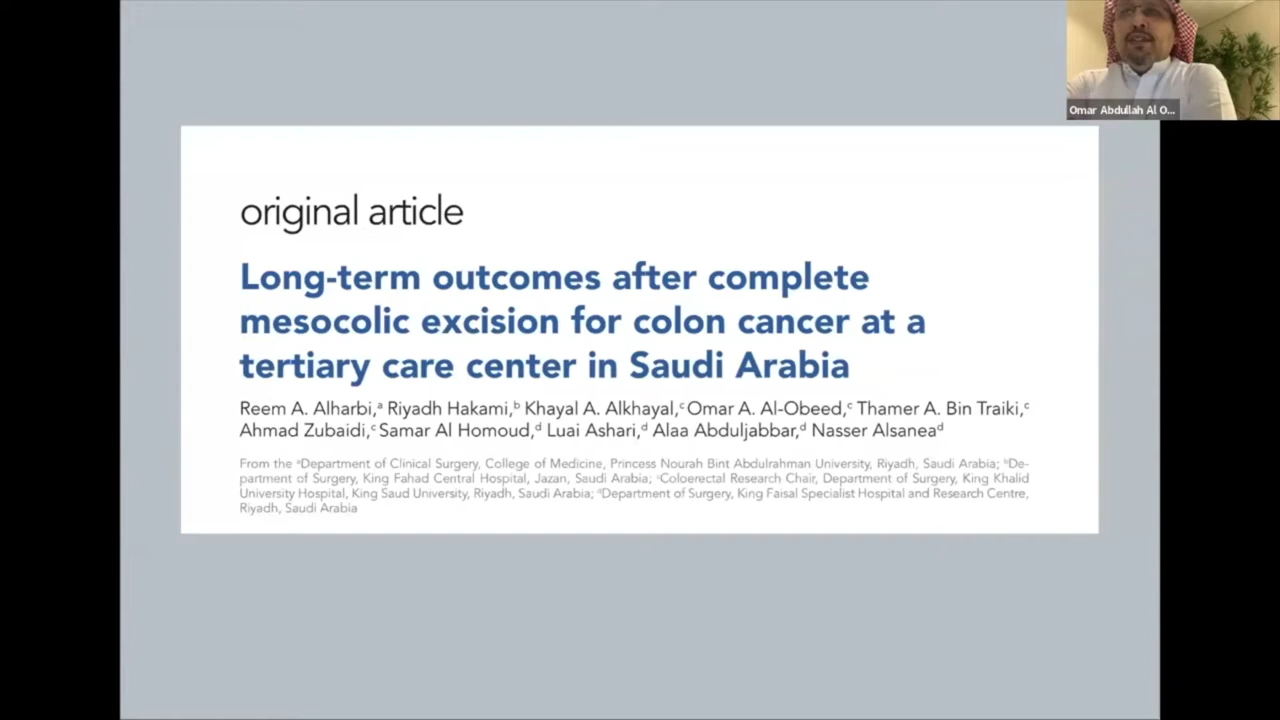 Omar Abdullah Al O...
original article
Long-term outcomes after complete
mesocolic excision for colon cancer at a
tertiary care center in Saudi Arabia
Reem A. Alharbi,ᵃ Riyadh Hakami,ᵇ Khayal A. Alkhayal,ᶜ Omar A. Al-Obeed,ᶜ Thamer A. Bin Traiki,ᶜ
Ahmad Zubaidi,ᶜ Samar Al Homoud,ᵈ Luai Ashari,ᵈ Alaa Abduljabbar,ᵈ Nasser Alsaneaᵈ
From the ᵃDepartment of Clinical Surgery, College of Medicine, Princess Nourah Bint Abdulrahman University, Riyadh, Saudi Arabia; ᵇDe-
partment of Surgery, King Fahad Central Hospital, Jazan, Saudi Arabia; ᶜColoerectal Research Chair, Department of Surgery, King Khalid
University Hospital, King Saud University, Riyadh, Saudi Arabia; ᵈDepartment of Surgery, King Faisal Specialist Hospital and Research Centre,
Riyadh, Saudi Arabia